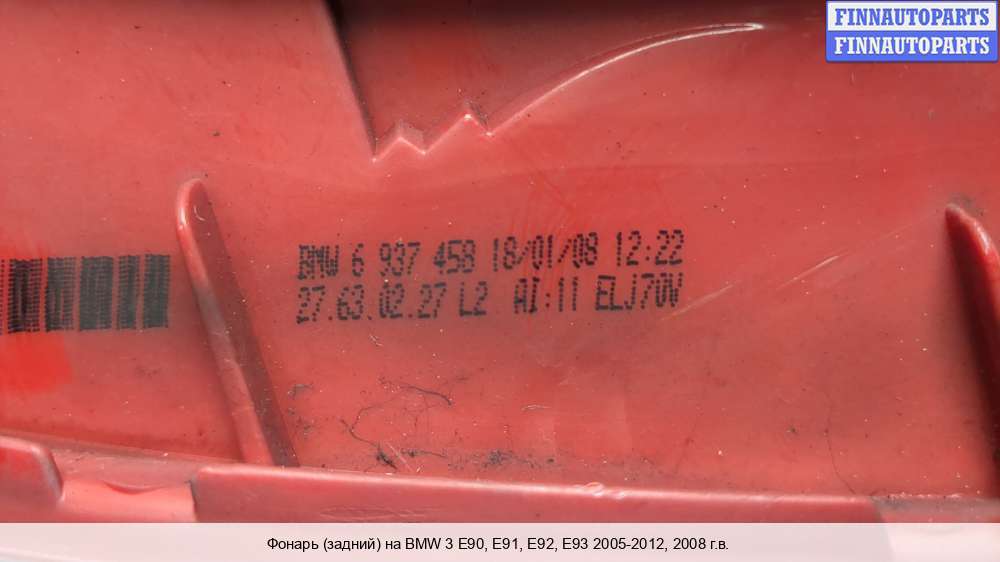 FINNAUTOPARTS
FINNAUTOPARTS
BMW 6 937 458 18/01/08 12:22
27.63.02.27 L2 AI:11 ELJ70V
Фонарь (задний) на BMW 3 E90, E91, E92, E93 2005-2012, 2008 г.в.